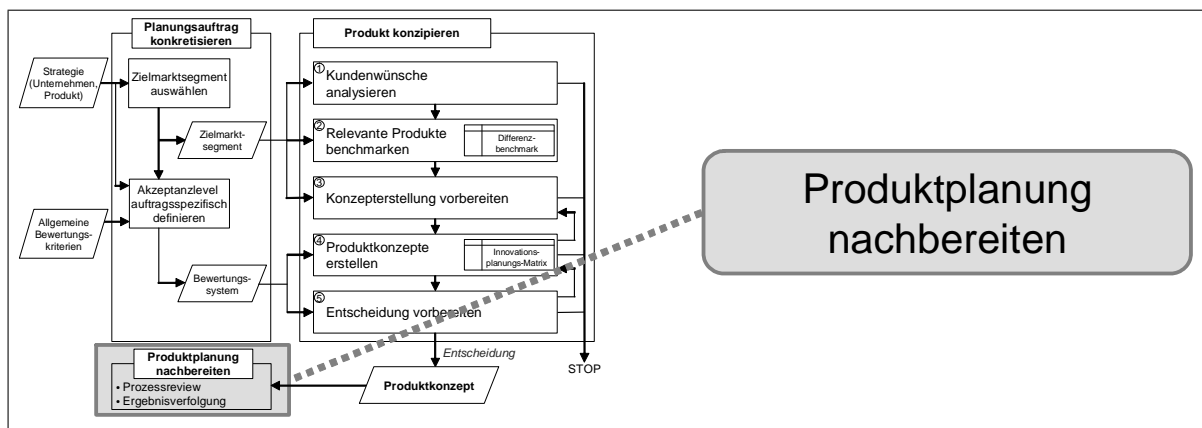 Planungsauftrag
konkretisieren
Strategie
(Unternehmen,
Produkt)
Zielmarktsegment
auswählen
Zielmarkt-
segment
Akzeptanzlevel
auftragsspezifisch
definieren
Allgemeine
Bewertungs-
kriterien
Bewertungs-
system
Produkt konzipieren
① Kundenwünsche
analysieren
② Relevante Produkte
benchmarken
Differenz-
benchmark
③ Konzepterstellung vorbereiten
④ Produktkonzepte
erstellen
Innovations-
planungs-Matrix
⑤ Entscheidung vorbereiten
Entscheidung
STOP
Produktkonzept
Produktplanung
nachbereiten
• Prozessreview
• Ergebnisverfolgung
Produktplanung
nachbereiten